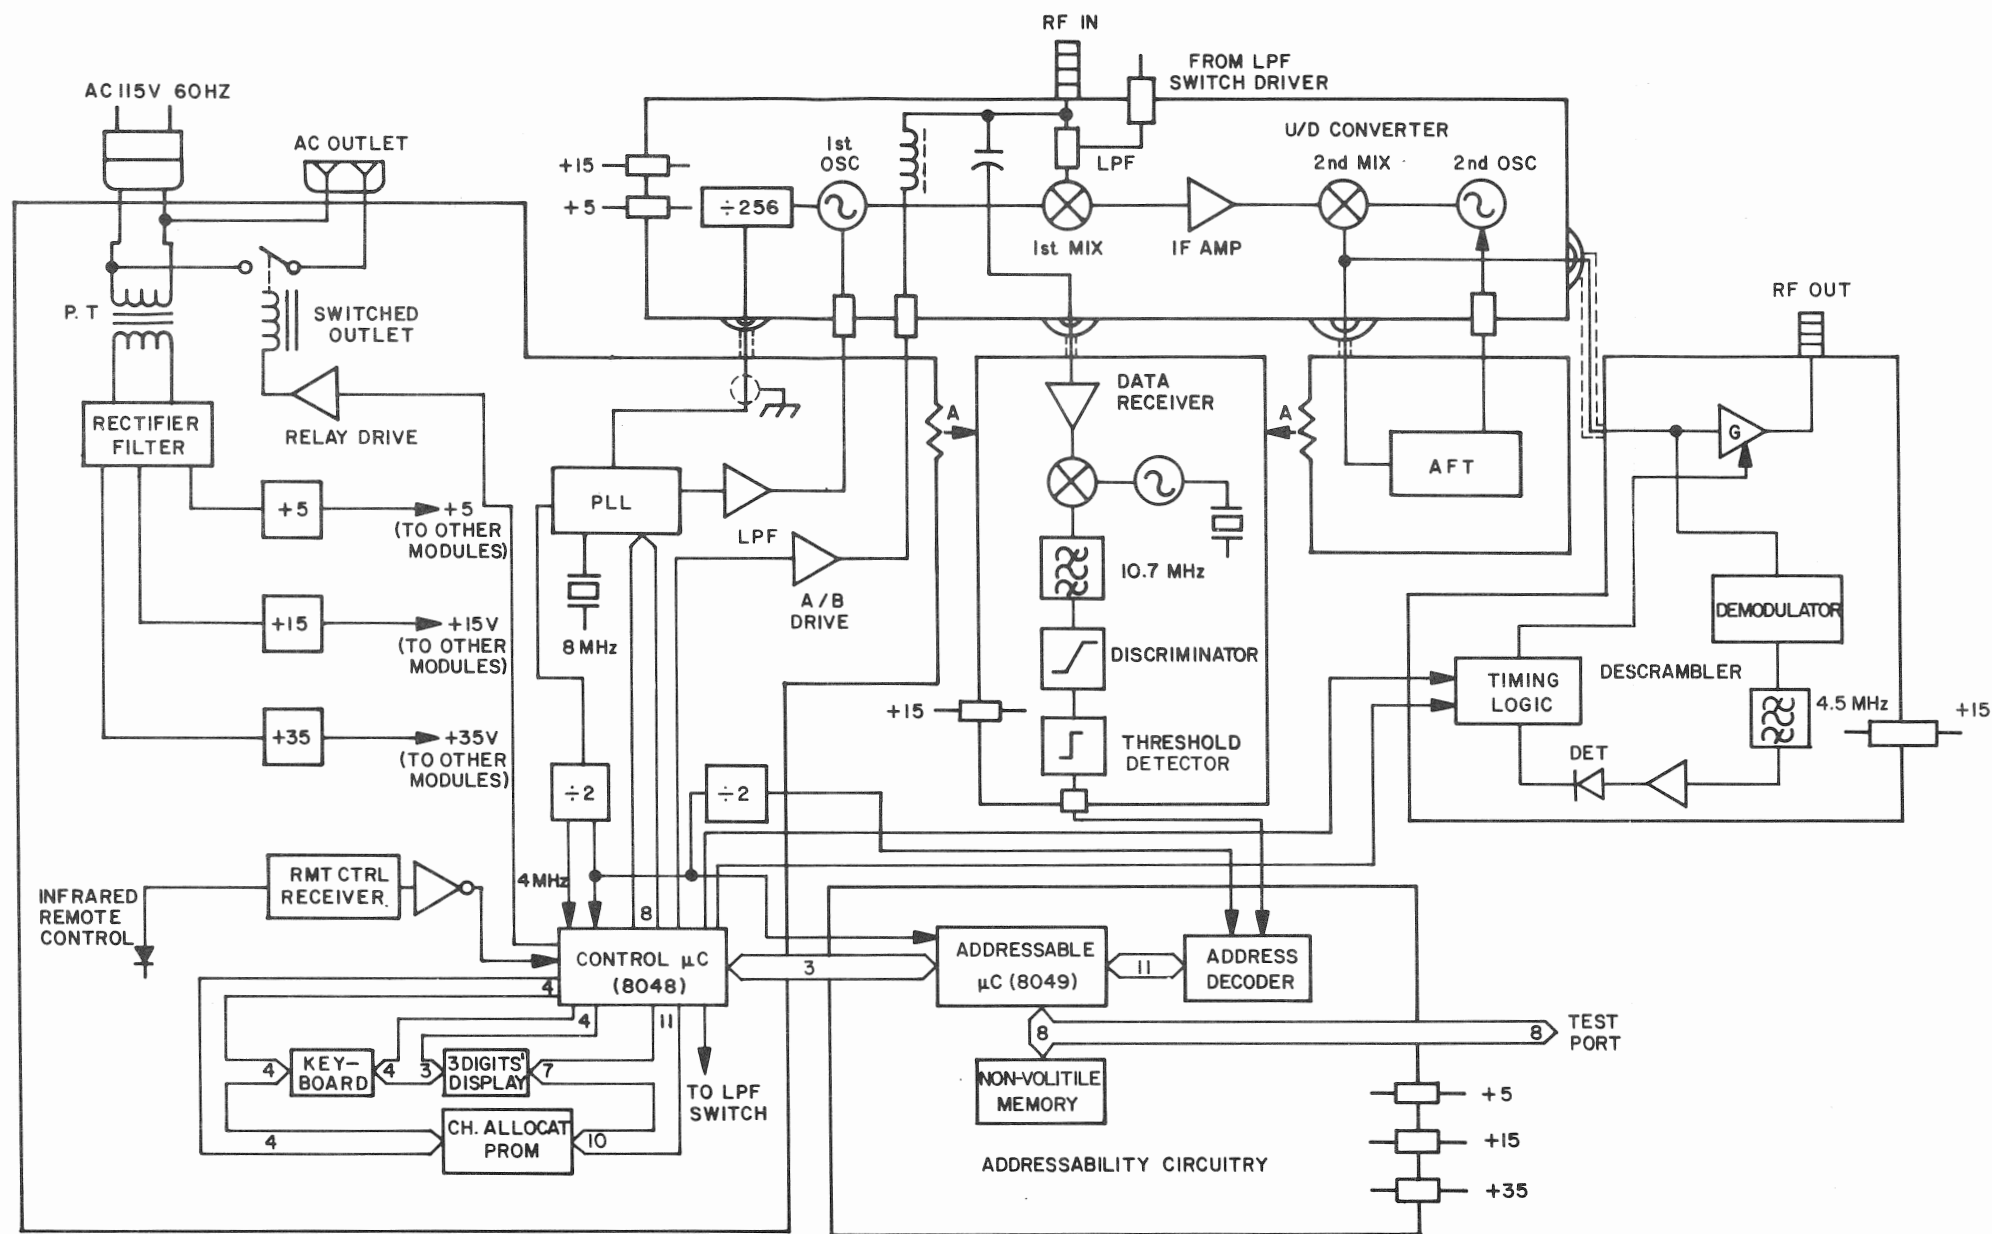 RF IN
FROM LPF
SWITCH DRIVER
AC 115V 60HZ
AC OUTLET
1st
OSC
U/D CONVERTER
LPF
2nd MIX
2nd OSC
+15
+5
÷256
1st MIX
IF AMP
P.T
SWITCHED
OUTLET
RF OUT
RECTIFIER
FILTER
RELAY DRIVE
DATA
RECEIVER
A
A
G
AFT
PLL
LPF
+5
+5
(TO OTHER
MODULES)
A/B
DRIVE
8 MHz
10.7 MHz
DEMODULATOR
+15
+15V
(TO OTHER
MODULES)
DISCRIMINATOR
TIMING
LOGIC
DESCRAMBLER
4.5 MHz
+15
+15
+35
+35V
(TO OTHER
MODULES)
THRESHOLD
DETECTOR
DET
÷2
÷2
INFRARED
REMOTE
CONTROL
RMT CTRL
RECEIVER.
4MHz
8
CONTROL µC
(8048)
3
ADDRESSABLE
µC (8049)
11
ADDRESS
DECODER
4
4
11
8
8
TEST
PORT
4
KEY-
BOARD
4
3
3DIGITS'
DISPLAY
7
TO LPF
SWITCH
NON-VOLITILE
MEMORY
4
CH. ALLOCAT
PROM
10
+5
+15
+35
ADDRESSABILITY CIRCUITRY